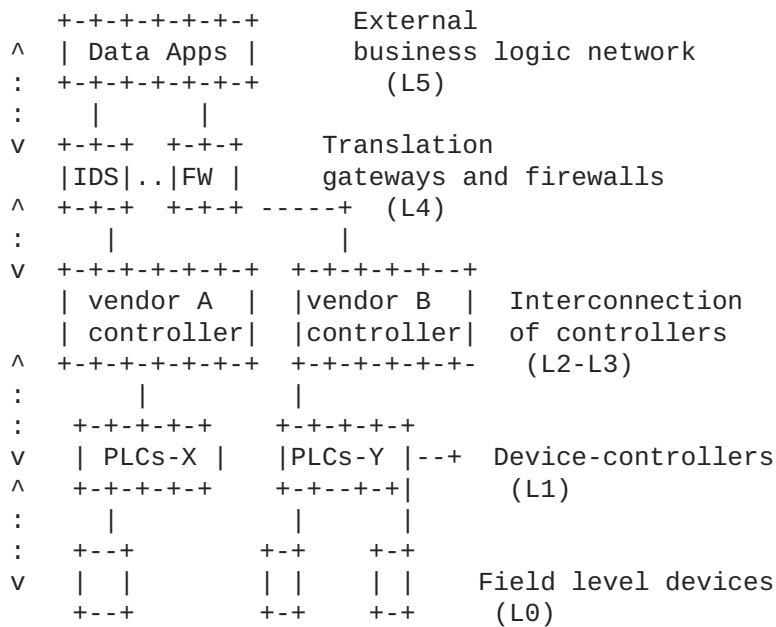 +-+-+-+-+-+-+      External
^  | Data Apps |      business logic network
:  +-+-+-+-+-+-+        (L5)
:    |      |
v  +-+-+  +-+-+     Translation
   |IDS|..|FW |     gateways and firewalls
^  +-+-+  +-+-+ -----+  (L4)
:     |              |
v  +-+-+-+-+-+-+  +-+-+-+-+--+
   | vendor A  |  |vendor B  |  Interconnection
   | controller|  |controller|  of controllers
^  +-+-+-+-+-+-+  +-+-+-+-+-+-   (L2-L3)
:       |         |
:   +-+-+-+-+    +-+-+-+-+
v   | PLCs-X |   |PLCs-Y |--+  Device-controllers
^   +-+-+-+-+    +-+--+-+|      (L1)
:     |           |      |
:   +--+        +-+    +-+
v   |  |        | |    | |    Field level devices
    +--+        +-+    +-+     (L0)